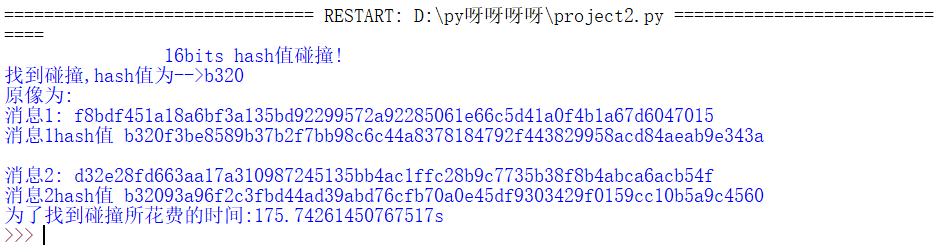 =============================== RESTART: D:\py呀呀呀呀\project2.py ==========================
====
16bits hash值碰撞!
找到碰撞,hash值为-->b320
原像为:
消息1: f8bdf451a18a6bf3a135bd92299572a92285061e66c5d41a0f4b1a67d6047015
消息1hash值 b320f3be8589b37b2f7bb98c6c44a8378184792f443829958acd84aeab9e343a
消息2: d32e28fd663aa17a310987245135bb4ac1ffc28b9c7735b38f8b4abca6acb54f
消息2hash值 b32093a96f2c3fbd44ad39abd76cfb70a0e45df9303429f0159cc10b5a9c4560
为了找到碰撞所花费的时间:175.74261450767517s
>>>